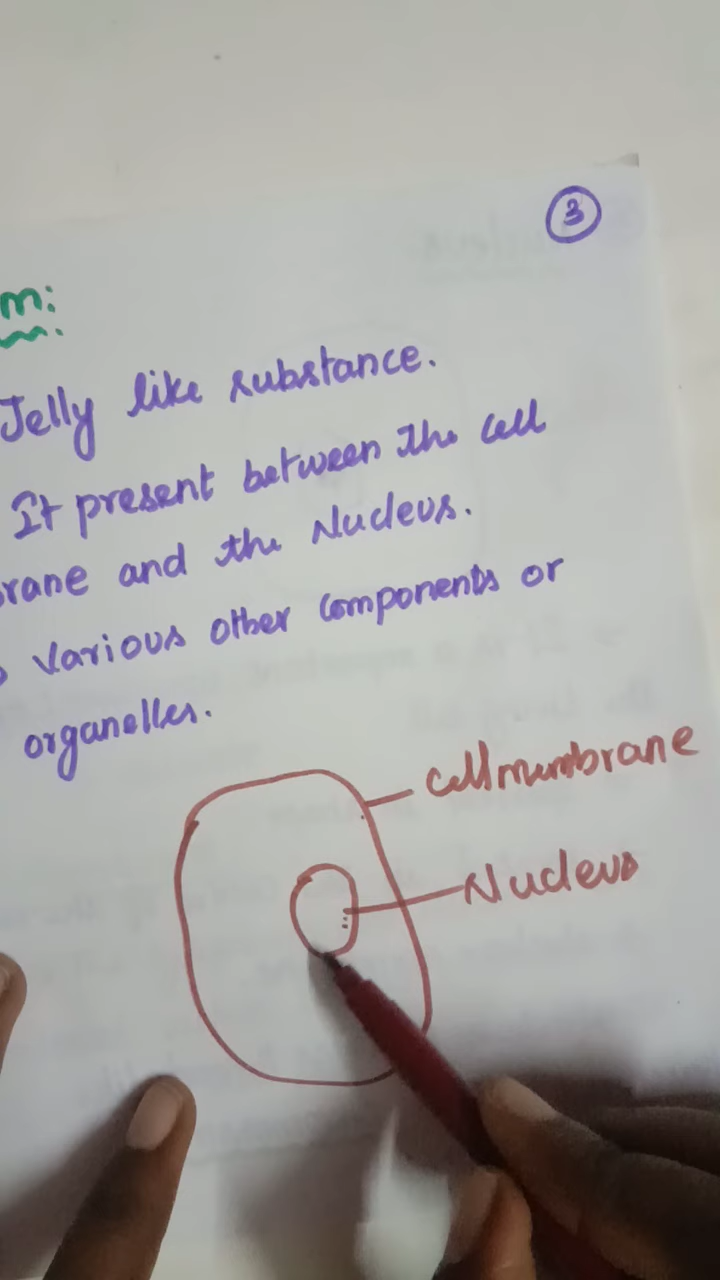 3
m:
Jelly like substance.
It present between the cell
rane and the Nucleus.
various other components or
organelles.
cellmembrane
Nucleus